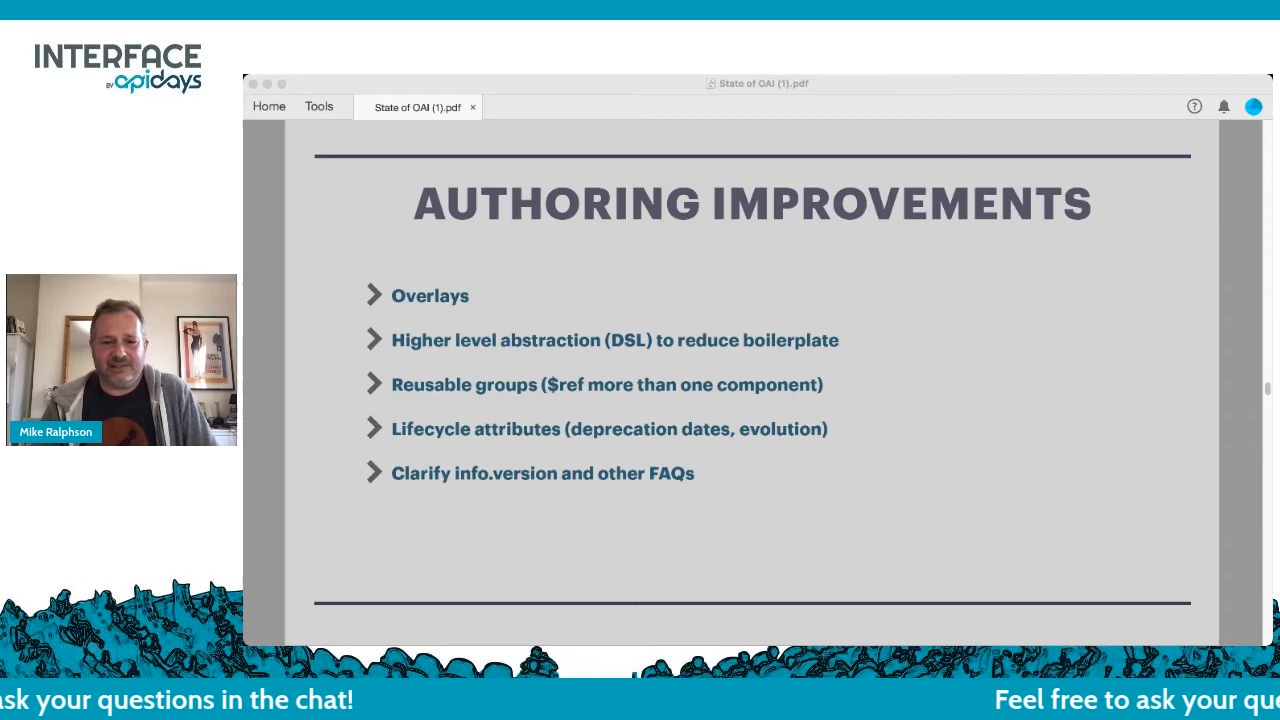 INTERFACE
BY apidays
State of OAI (1).pdf
Home Tools State of OAI (1).pdf ×
AUTHORING IMPROVEMENTS
Overlays
Higher level abstraction (DSL) to reduce boilerplate
Reusable groups ($ref more than one component)
Lifecycle attributes (deprecation dates, evolution)
Clarify info.version and other FAQs
Mike Ralphson
ask your questions in the chat!
Feel free to ask your que